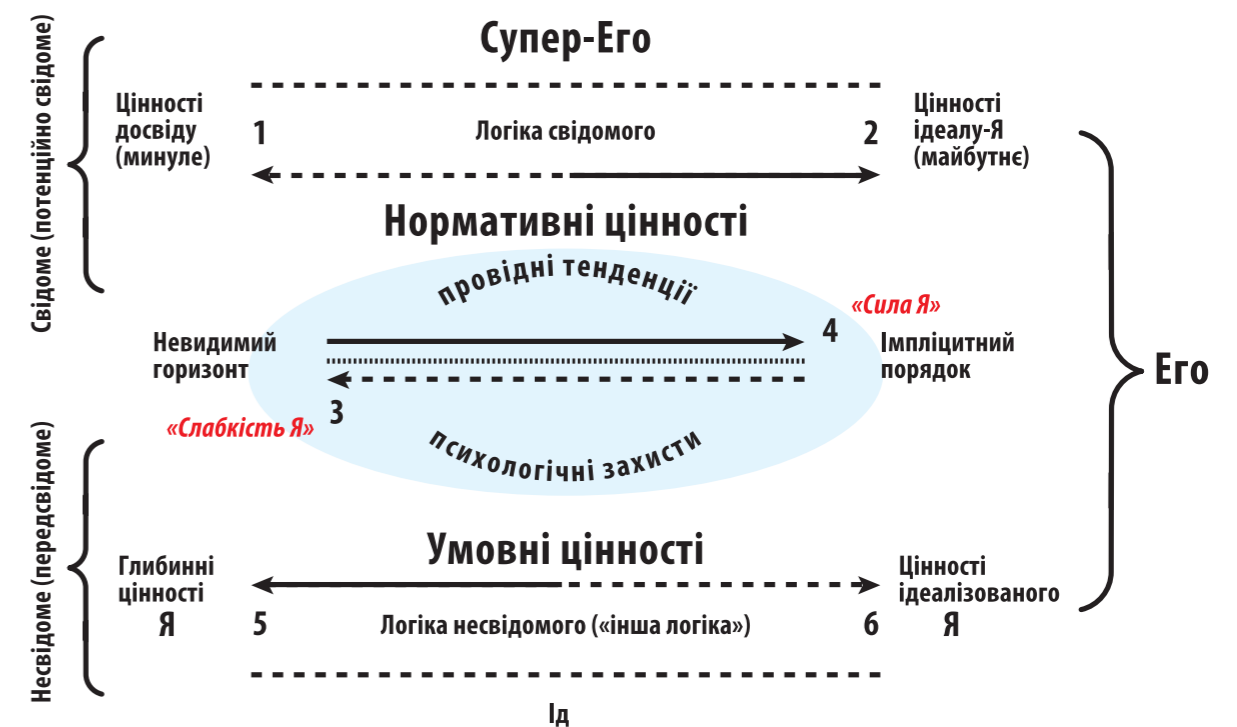 Супер-Его
Свідоме (потенційно свідоме)
Цінності
досвіду
(минуле)
1
Логіка свідомого
2
Цінності
ідеалу-Я
(майбутнє)
Нормативні цінності
провідні тенденції
«Сила Я»
4
Невидимий
горизонт
Імпліцитний
порядок
Его
3
«Слабкість Я»
психологічні захисти
Несвідоме (передсвідоме)
Умовні цінності
Глибинні
цінності
Я
5
Логіка несвідомого («інша логіка»)
6
Цінності
ідеалізованого
Я
Ід